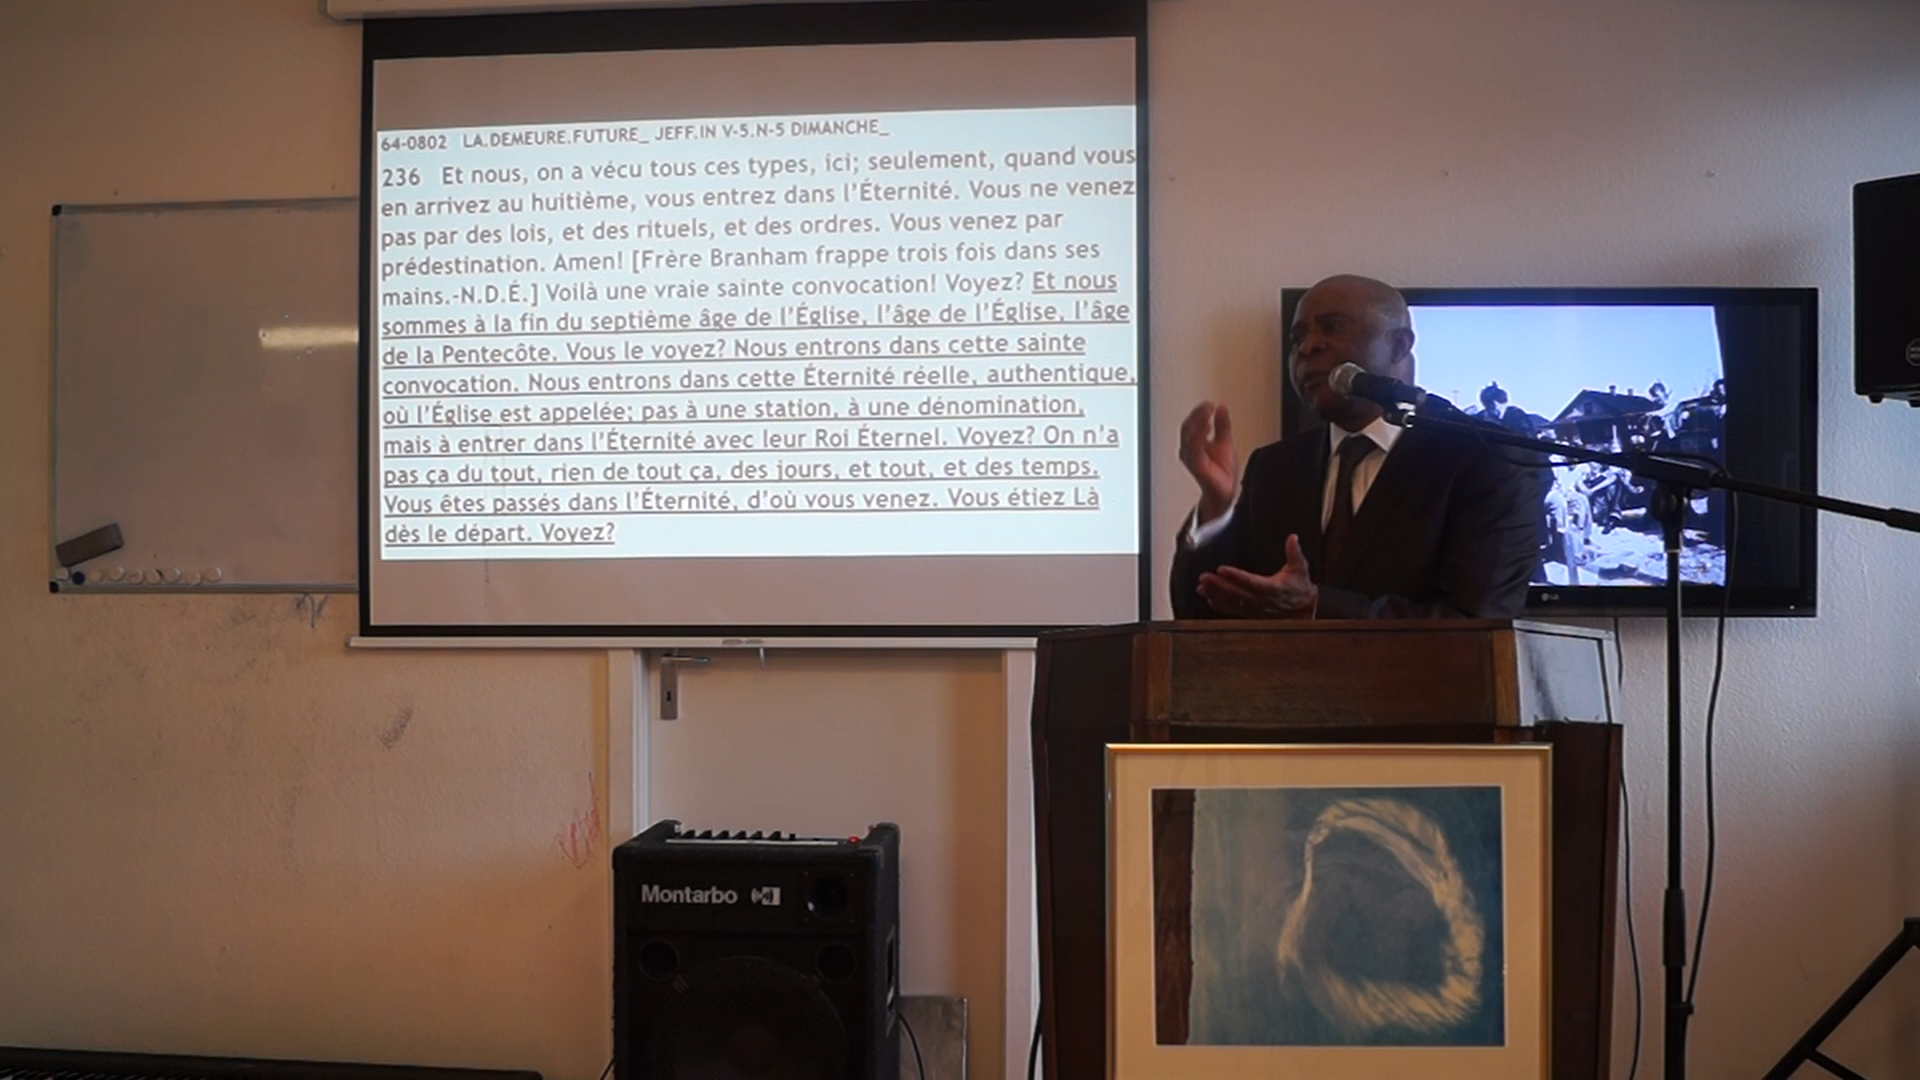 64-0802 LA.DEMEURE.FUTURE_ JEFF.IN V-5.N-5 DIMANCHE_
236 Et nous, on a vécu tous ces types, ici; seulement, quand vous
en arrivez au huitième, vous entrez dans l'Éternité. Vous ne venez
pas par des lois, et des rituels, et des ordres. Vous venez par
prédestination. Amen! [Frère Branham frappe trois fois dans ses
mains.-N.D.É.] Voilà une vraie sainte convocation! Voyez? Et nous
sommes à la fin du septième âge de l'Église, l'âge de l'Église, l'âge
de la Pentecôte. Vous le voyez? Nous entrons dans cette sainte
convocation. Nous entrons dans cette Éternité réelle, authentique,
où l'Église est appelée; pas à une station, à une dénomination,
mais à entrer dans l'Éternité avec leur Roi Éternel. Voyez? On n'a
pas ça du tout, rien de tout ça, des jours, et tout, et des temps.
Vous êtes passés dans l'Éternité, d'où vous venez. Vous étiez Là
dès le départ. Voyez?
LG
Montarbo